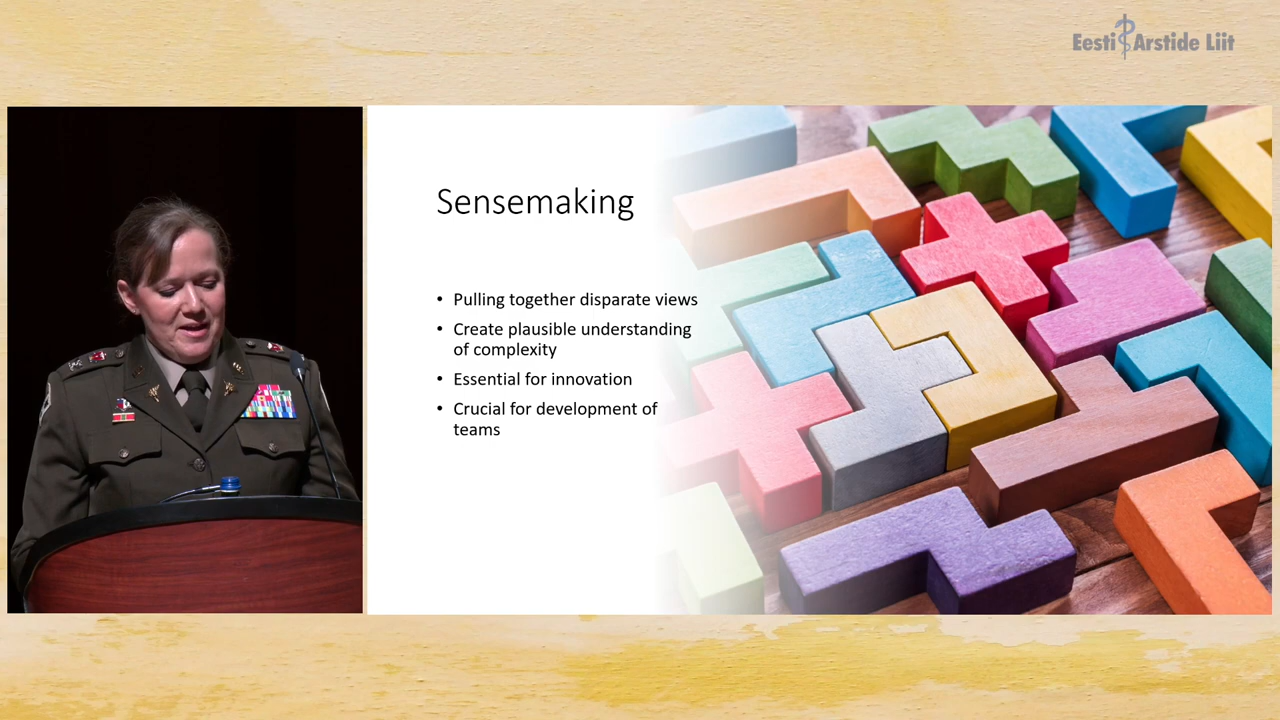 Eesti Arstide Liit
Sensemaking
• Pulling together disparate views
• Create plausible understanding
of complexity
• Essential for innovation
• Crucial for development of
teams